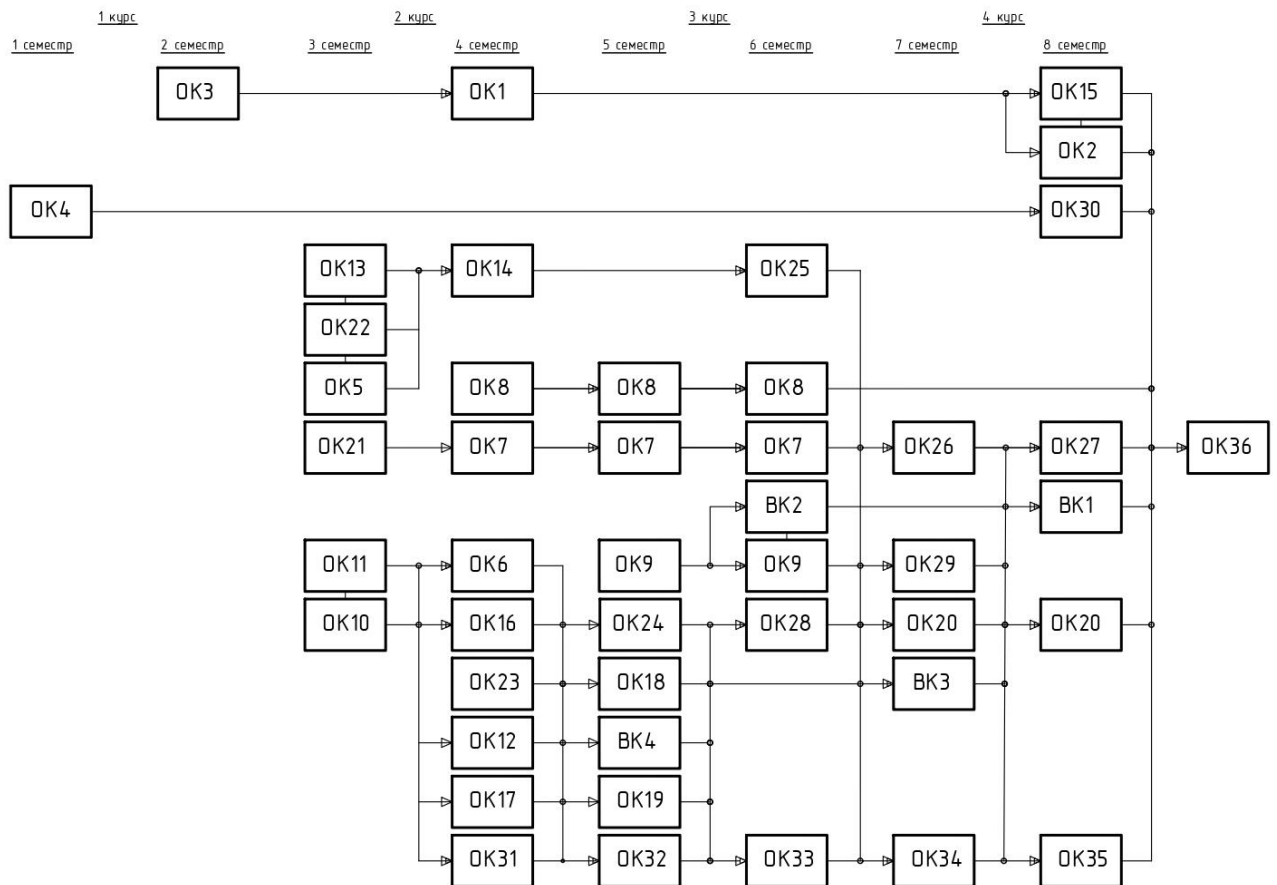 1 курс 2 курс 3 курс 4 курс
1 семестр 2 семестр 3 семестр 4 семестр 5 семестр 6 семестр 7 семестр 8 семестр
ОК3 ОК1 ОК15
ОК2
ОК4 ОК30
ОК13 ОК14 ОК25
ОК22
ОК5 ОК8 ОК8 ОК8
ОК21 ОК7 ОК7 ОК7 ОК26 ОК27 ОК36
ВК2 ВК1
ОК11 ОК6 ОК9 ОК9 ОК29
ОК10 ОК16 ОК24 ОК28 ОК20 ОК20
ОК23 ОК18 ВК3
ОК12 ВК4
ОК17 ОК19
ОК31 ОК32 ОК33 ОК34 ОК35